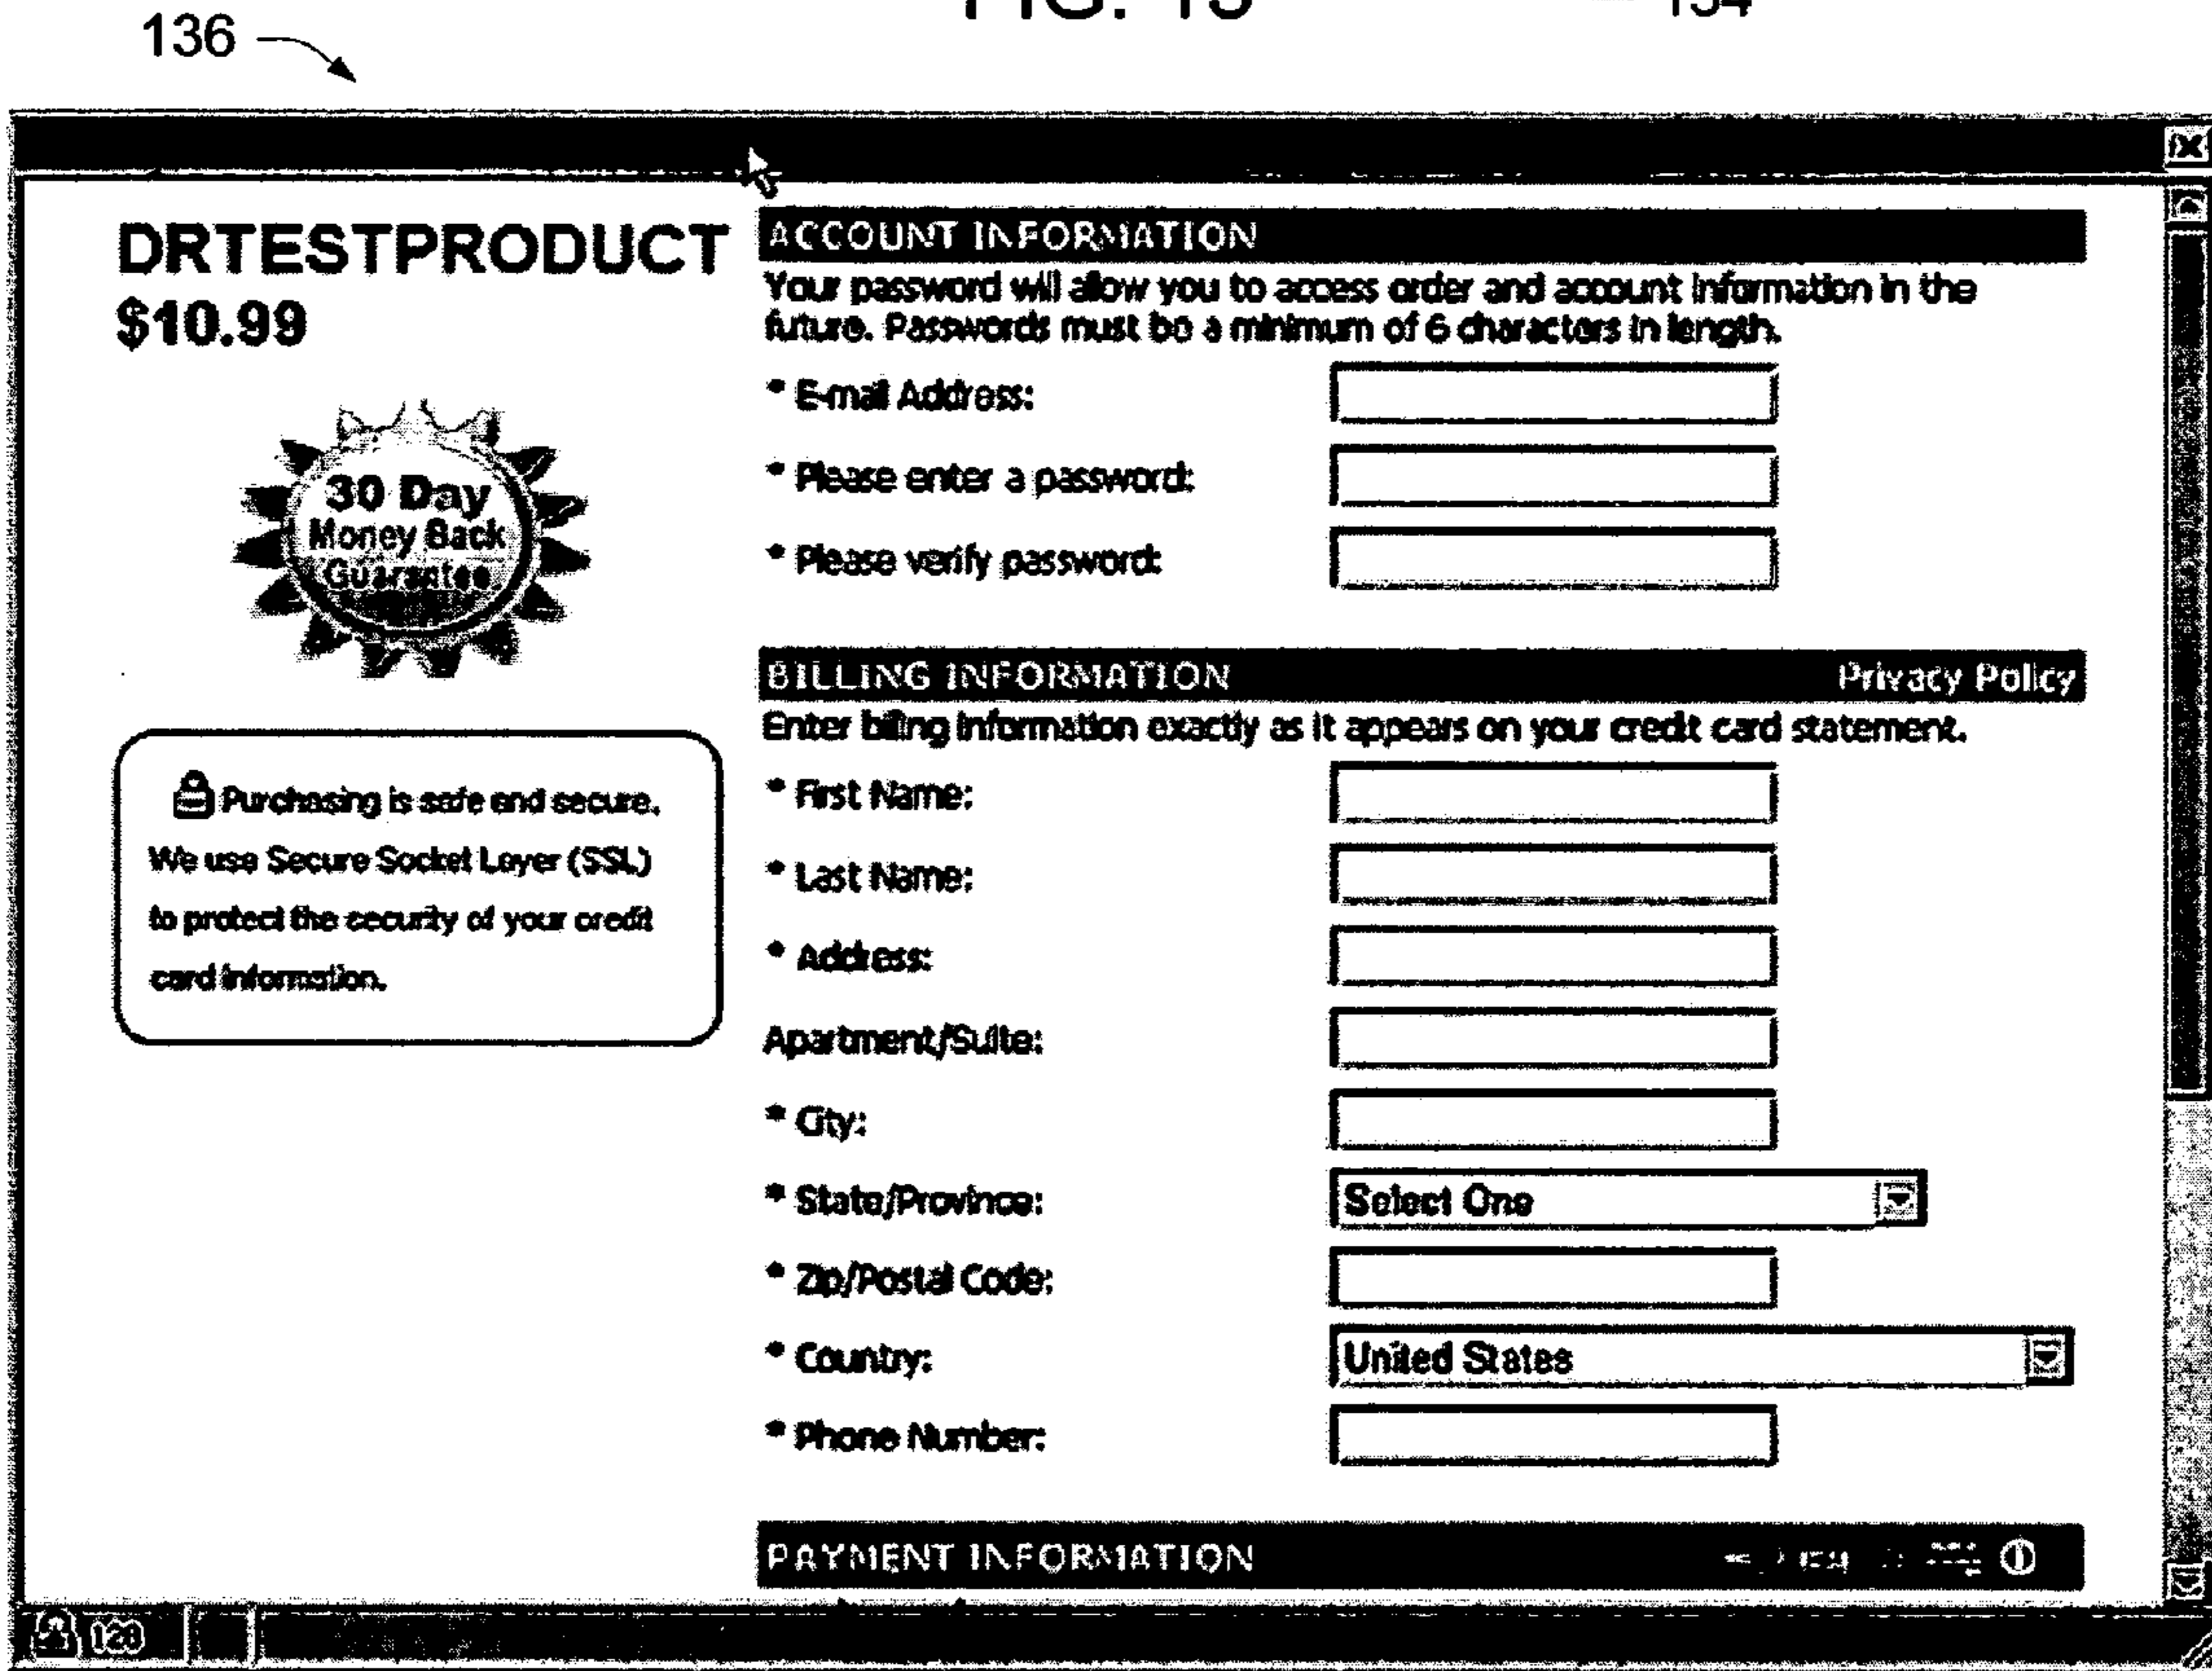 136
DRTESTPRODUCT
$10.99
30 Day
Money Back
Guarantee
Purchasing is safe and secure.
We use Secure Socket Layer (SSL)
to protect the security of your credit
card information.
ACCOUNT INFORMATION
Your password will allow you to access order and account information in the
future. Passwords must be a minimum of 6 characters in length.
* E-mail Address:
* Please enter a password:
* Please verify password:
BILLING INFORMATION Privacy Policy
Enter billing information exactly as it appears on your credit card statement.
* First Name:
* Last Name:
* Address:
Apartment/Suite:
* City:
* State/Province: Select One
* Zip/Postal Code:
* Country: United States
* Phone Number:
PAYMENT INFORMATION
128